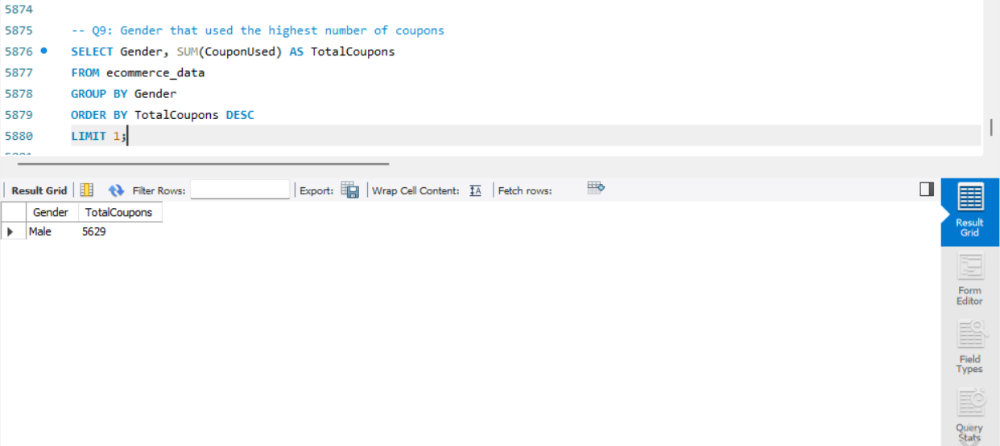 5874
5875 -- Q9: Gender that used the highest number of coupons
5876 SELECT Gender, SUM(CouponUsed) AS TotalCoupons
5877 FROM ecommerce_data
5878 GROUP BY Gender
5879 ORDER BY TotalCoupons DESC
5880 LIMIT 1;
Result Grid Filter Rows: Export: Wrap Cell Content: IA Fetch rows:
Gender TotalCoupons
Male 5629
Result
Grid
Form
Editor
Field
Types
Query
Stats